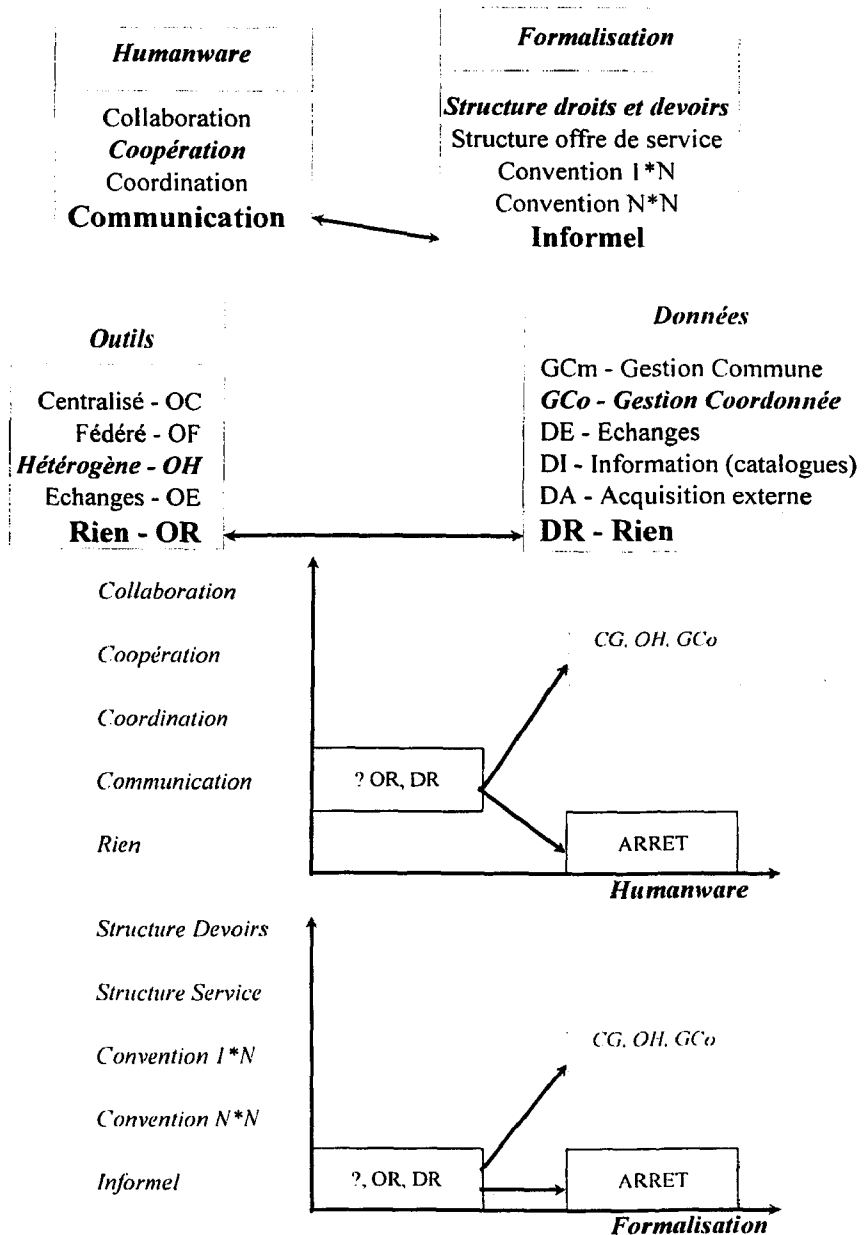 Humanware
Collaboration
Coopération
Coordination
Communication
Formalisation
Structure droits et devoirs
Structure offre de service
Convention 1*N
Convention N*N
Informel
Outils
Centralisé - OC
Fédéré - OF
Hétérogène - OH
Echanges - OE
Rien - OR
Données
GCm - Gestion Commune
GCo - Gestion Coordonnée
DE - Echanges
DI - Information (catalogues)
DA - Acquisition externe
DR - Rien
Collaboration
Coopération
Coordination
Communication
Rien
CG, OH, GCo
? OR, DR
ARRET
Humanware
Structure Devoirs
Structure Service
Convention 1*N
Convention N*N
Informel
CG, OH, GCo
?, OR, DR
ARRET
Formalisation